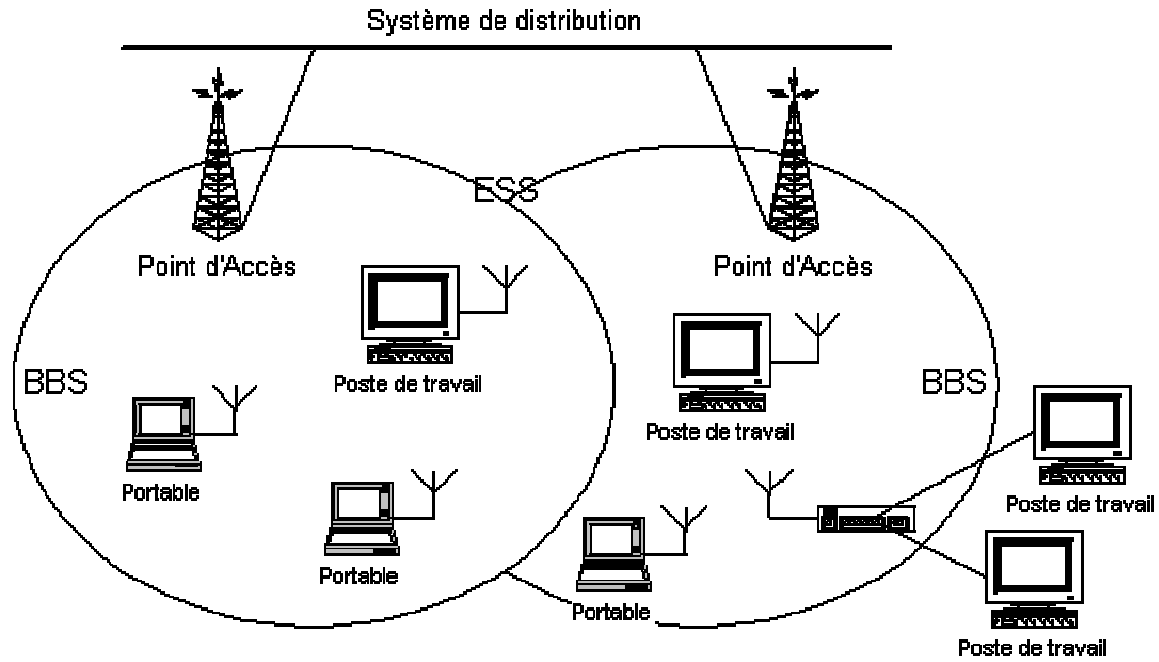 Système de distribution
ESS
Point d'Accès
Point d'Accès
BBS
Poste de travail
BBS
Poste de travail
Portable
Poste de travail
Portable
Portable
Poste de travail